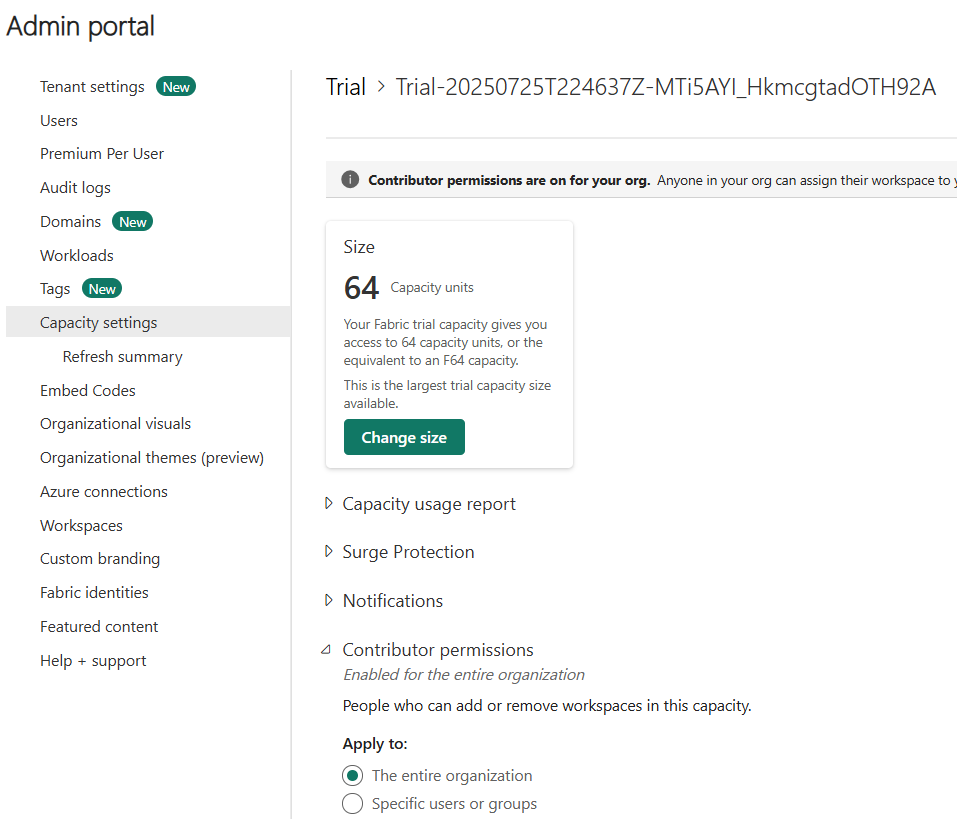 Admin portal
Tenant settings New
Users
Premium Per User
Audit logs
Domains New
Workloads
Tags New
Capacity settings
Refresh summary
Embed Codes
Organizational visuals
Organizational themes (preview)
Azure connections
Workspaces
Custom branding
Fabric identities
Featured content
Help + support
Trial > Trial-20250725T224637Z-MTi5AYI_HkmcgtadOTH92A
Contributor permissions are on for your org. Anyone in your org can assign their workspace to
Size
64 Capacity units
Your Fabric trial capacity gives you
access to 64 capacity units, or the
equivalent to an F64 capacity.
This is the largest trial capacity size
available.
Change size
Capacity usage report
Surge Protection
Notifications
Contributor permissions
Enabled for the entire organization
People who can add or remove workspaces in this capacity.
Apply to:
The entire organization
Specific users or groups